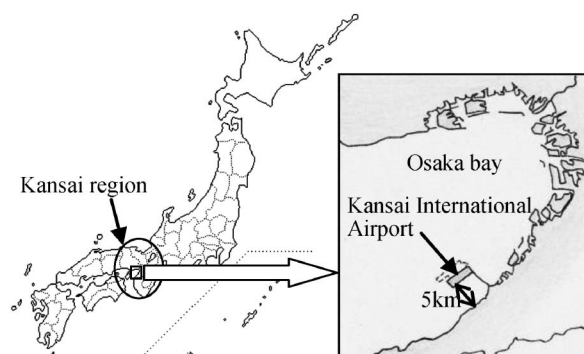 Kansai region
Osaka bay
Kansai International
Airport
5km